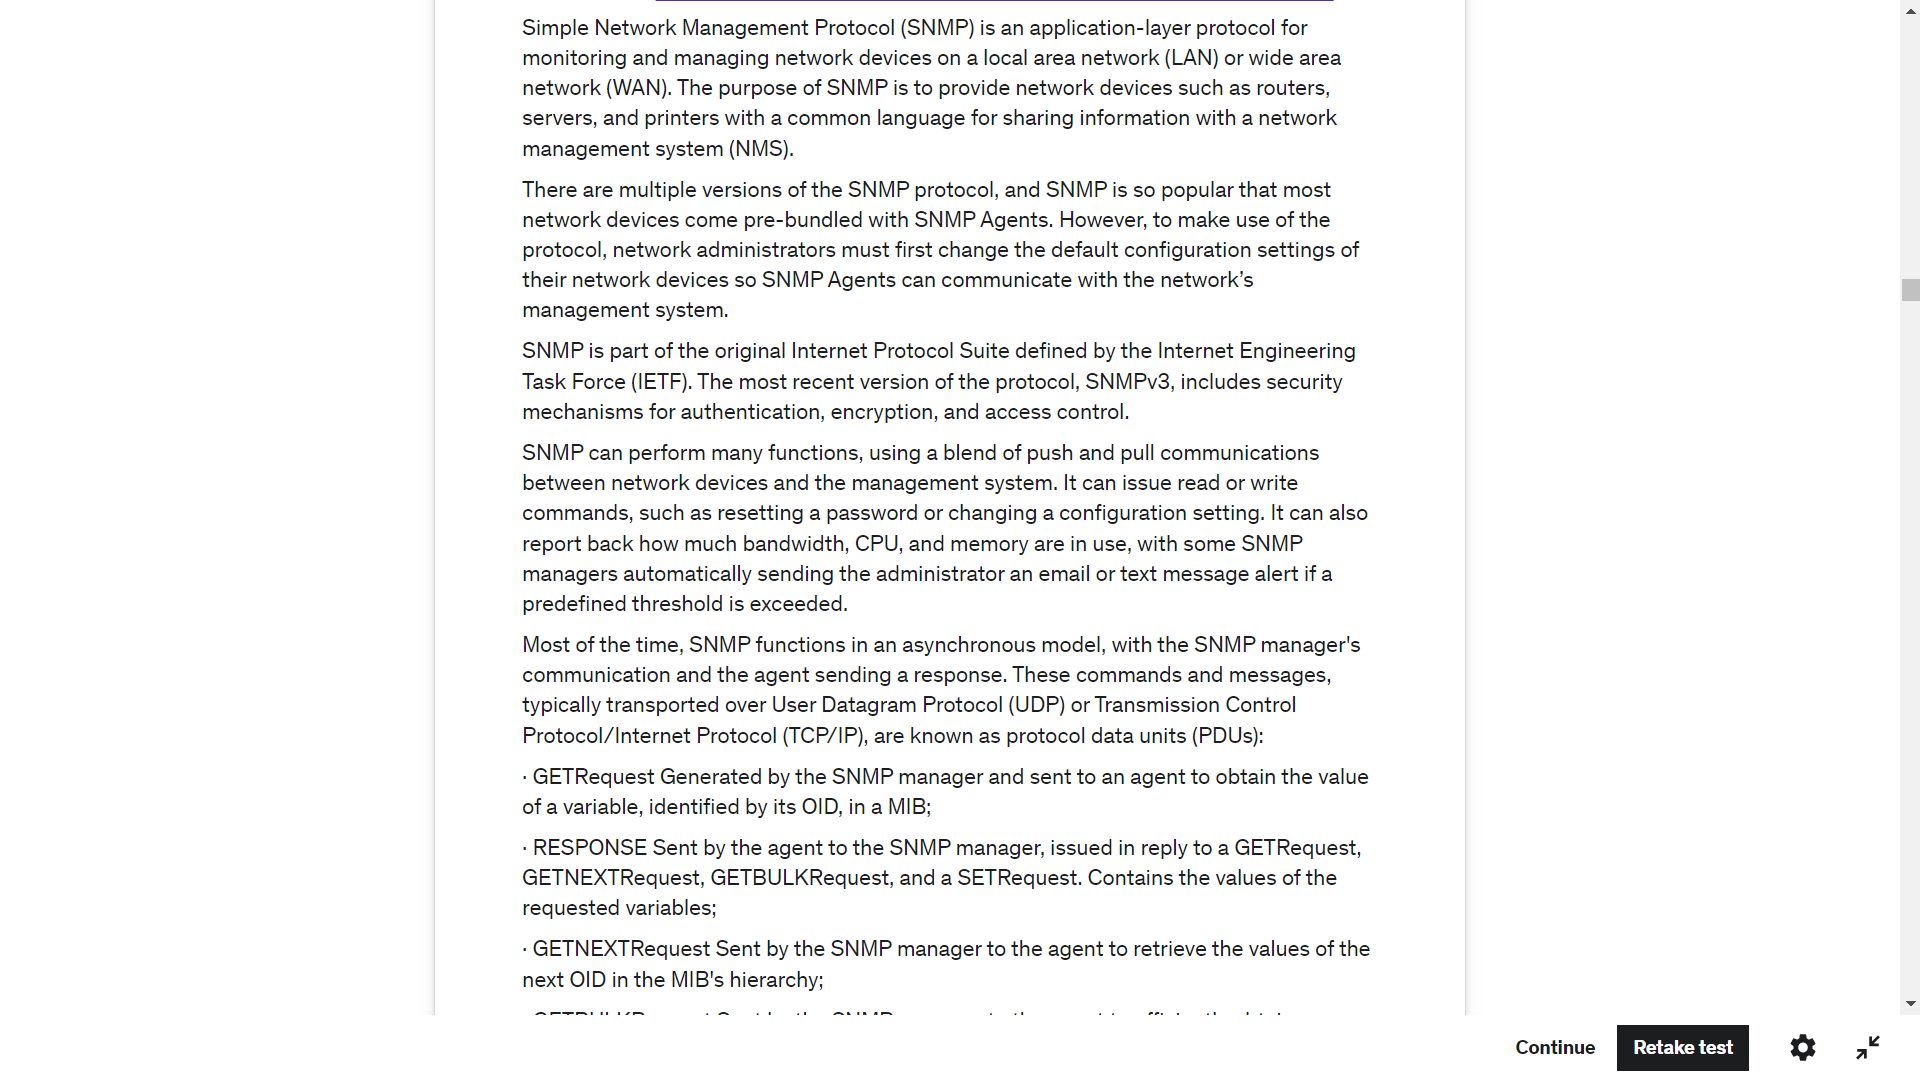 Simple Network Management Protocol (SNMP) is an application-layer protocol for
monitoring and managing network devices on a local area network (LAN) or wide area
network (WAN). The purpose of SNMP is to provide network devices such as routers,
servers, and printers with a common language for sharing information with a network
management system (NMS).
There are multiple versions of the SNMP protocol, and SNMP is so popular that most
network devices come pre-bundled with SNMP Agents. However, to make use of the
protocol, network administrators must first change the default configuration settings of
their network devices so SNMP Agents can communicate with the network’s
management system.
SNMP is part of the original Internet Protocol Suite defined by the Internet Engineering
Task Force (IETF). The most recent version of the protocol, SNMPv3, includes security
mechanisms for authentication, encryption, and access control.
SNMP can perform many functions, using a blend of push and pull communications
between network devices and the management system. It can issue read or write
commands, such as resetting a password or changing a configuration setting. It can also
report back how much bandwidth, CPU, and memory are in use, with some SNMP
managers automatically sending the administrator an email or text message alert if a
predefined threshold is exceeded.
Most of the time, SNMP functions in an asynchronous model, with the SNMP manager's
communication and the agent sending a response. These commands and messages,
typically transported over User Datagram Protocol (UDP) or Transmission Control
Protocol/Internet Protocol (TCP/IP), are known as protocol data units (PDUs):
· GETRequest Generated by the SNMP manager and sent to an agent to obtain the value
of a variable, identified by its OID, in a MIB;
· RESPONSE Sent by the agent to the SNMP manager, issued in reply to a GETRequest,
GETNEXTRequest, GETBULKRequest, and a SETRequest. Contains the values of the
requested variables;
· GETNEXTRequest Sent by the SNMP manager to the agent to retrieve the values of the
next OID in the MIB's hierarchy;
Continue
Retake test